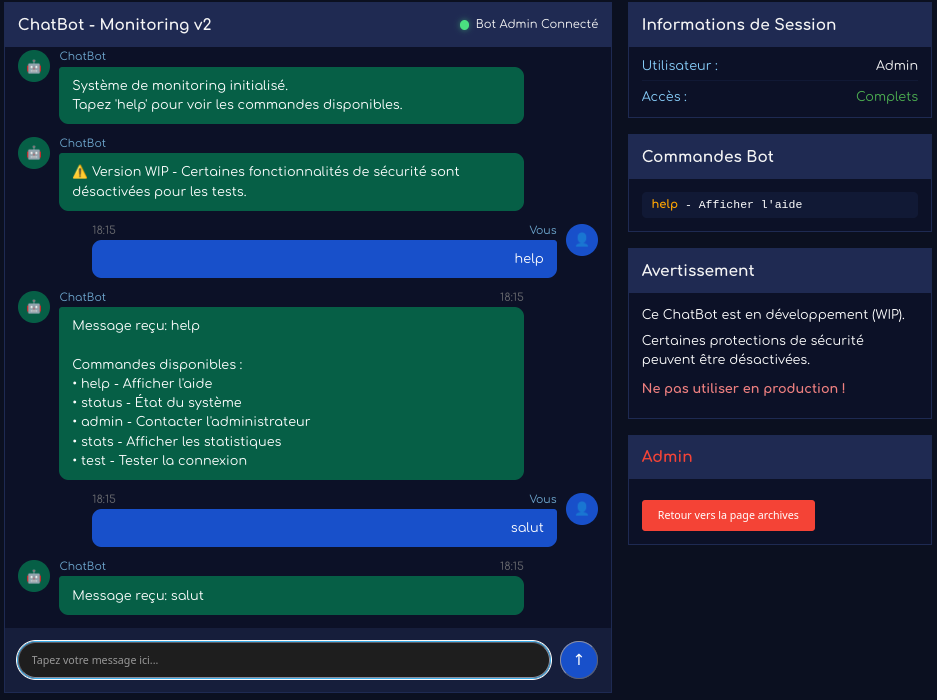 ChatBot - Monitoring v2
Bot Admin Connecté
ChatBot
Système de monitoring initialisé.
Tapez 'help' pour voir les commandes disponibles.
ChatBot
⚠️ Version WIP - Certaines fonctionnalités de sécurité sont
désactivées pour les tests.
18:15
Vous
help
ChatBot
18:15
Message reçu: help
Commandes disponibles :
• help - Afficher l'aide
• status - État du système
• admin - Contacter l'administrateur
• stats - Afficher les statistiques
• test - Tester la connexion
18:15
Vous
salut
ChatBot
18:15
Message reçu: salut
Tapez votre message ici...
Informations de Session
Utilisateur :
Admin
Accès :
Complets
Commandes Bot
help - Afficher l'aide
Avertissement
Ce ChatBot est en développement (WIP).
Certaines protections de sécurité
peuvent être désactivées.
Ne pas utiliser en production !
Admin
Retour vers la page archives